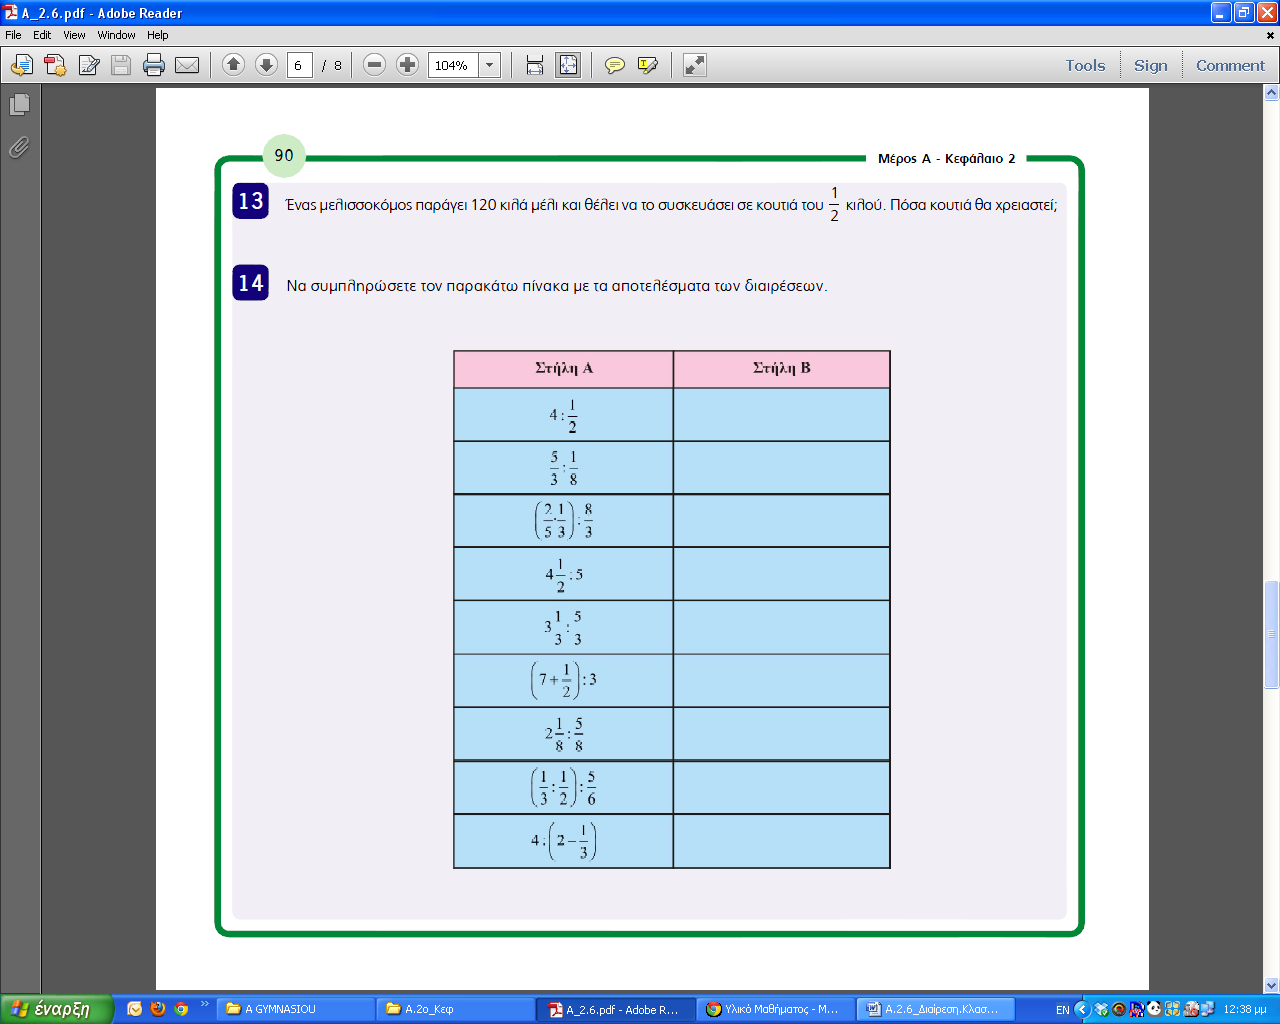 A_2.6.pdf - Adobe Reader
File Edit View Window Help
6 / 8 104% Tools Sign Comment
90
Μέρος Α - Κεφάλαιο 2
13 Ένας μελισσοκόμος παράγει 120 κιλά μέλι και θέλει να το συσκευάσει σε κουτιά του 1/2 κιλού. Πόσα κουτιά θα χρειαστεί;
14 Να συμπληρώσετε τον παρακάτω πίνακα με τα αποτελέσματα των διαιρέσεων.
Στήλη Α Στήλη Β
4 : 1/2
5/3 : 1/8
(2/5 · 1/3) : 8/3
4 1/2 : 5
3 1/3 : 5/3
(7 + 1/2) : 3
2 1/8 : 5/8
(1/3 : 1/2) : 5/6
4 : (2 − 1/3)
έναρξη A GYMNASIOU Α.2ο_Κεφ A_2.6.pdf - Adobe R... Υλικό Μαθήματος - M... Α.2.6_Διαίρεση.Κλασ... EN 12:38 μμ